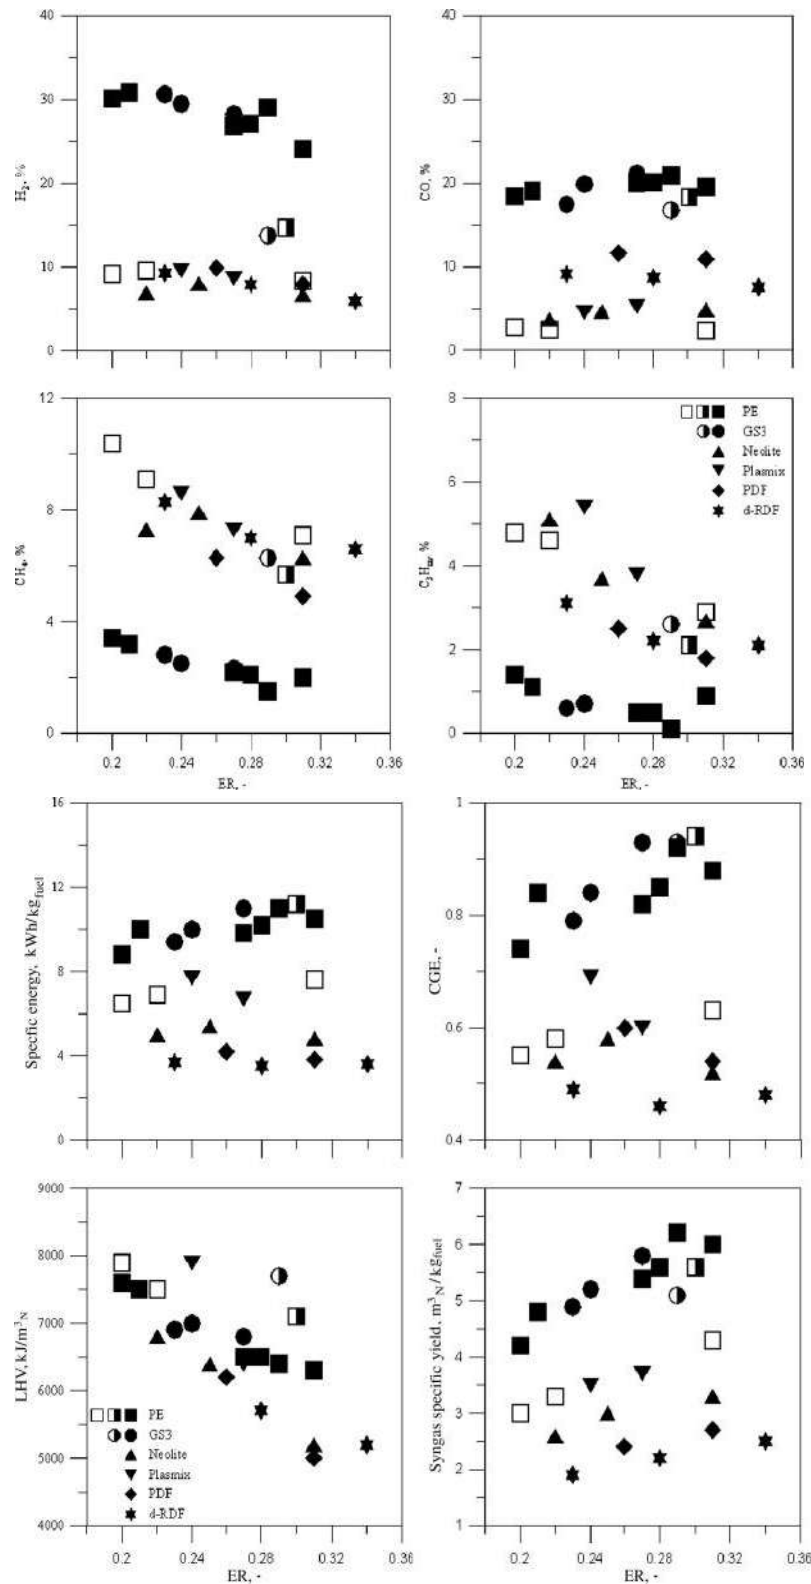 40
30
20
10
0
H2, %
40
30
20
10
0
CO, %
12
8
4
0
CH4, %
0.2
0.24
0.28
0.32
0.36
ER, -
8
6
4
2
0
C3Hm, %
PE
GS3
Neolite
Plasmix
PDF
d-RDF
0.2
0.24
0.28
0.32
0.36
ER, -
16
12
8
4
0
Specfic energy, kWh/kgfuel
1
0.8
0.6
0.4
CGE, -
9000
8000
7000
6000
5000
4000
LHV, kJ/m3N
PE
GS3
Neolite
Plasmix
PDF
d-RDF
0.2
0.24
0.28
0.32
0.36
ER, -
7
6
5
4
3
2
1
Syngas specific yield, m3N/kgfuel
0.2
0.24
0.28
0.32
0.36
ER, -